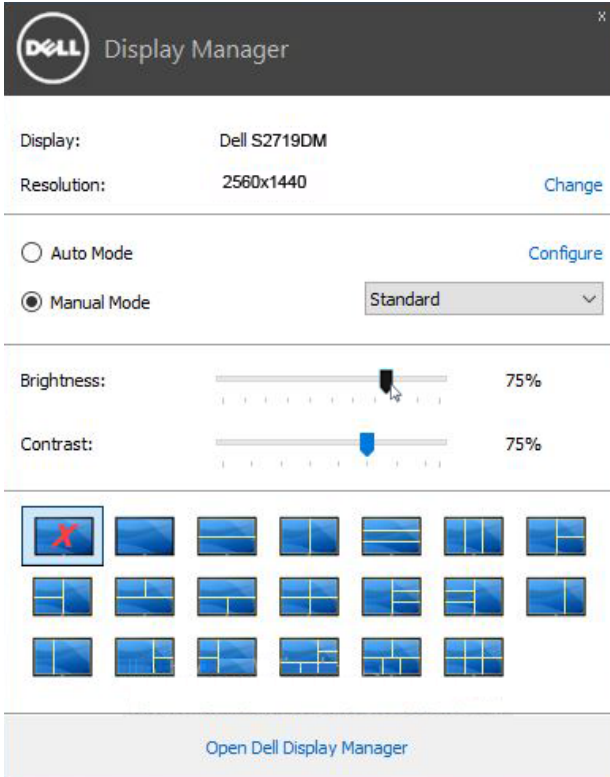 x
DELL Display Manager
Display: Dell S2719DM
Resolution: 2560x1440 Change
Auto Mode Configure
Manual Mode Standard
Brightness: 75%
Contrast: 75%
X
Open Dell Display Manager